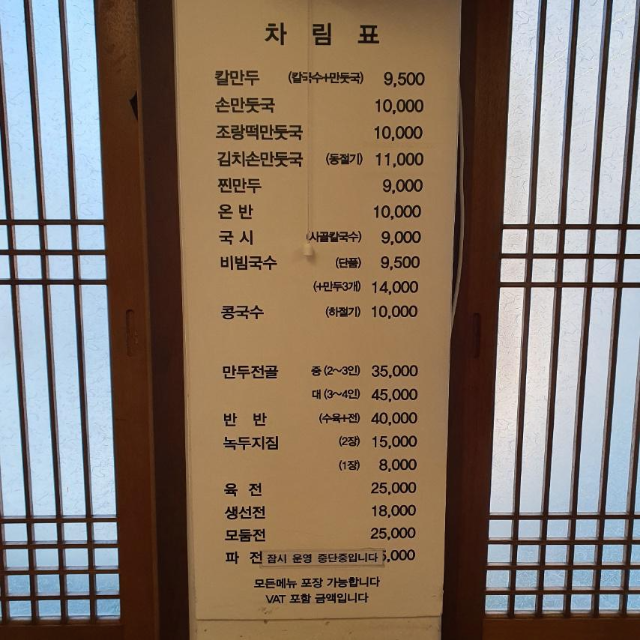 차 림 표
칼만두 (칼국수+만둣국) 9,500
손만둣국 10,000
조랑떡만둣국 10,000
김치손만둣국 (동절기) 11,000
찐만두 9,000
온 반 10,000
국 시 (사골칼국수) 9,000
비빔국수 (단품) 9,500
(+만두3개) 14,000
콩국수 (하절기) 10,000
만두전골 중 (2~3인) 35,000
대 (3~4인) 45,000
반 반 (수육+전) 40,000
녹두지짐 (2장) 15,000
(1장) 8,000
육 전 25,000
생선전 18,000
모둠전 25,000
파 전 잠시 운영 중단중입니다 5,000
모든메뉴 포장 가능합니다
VAT 포함 금액입니다